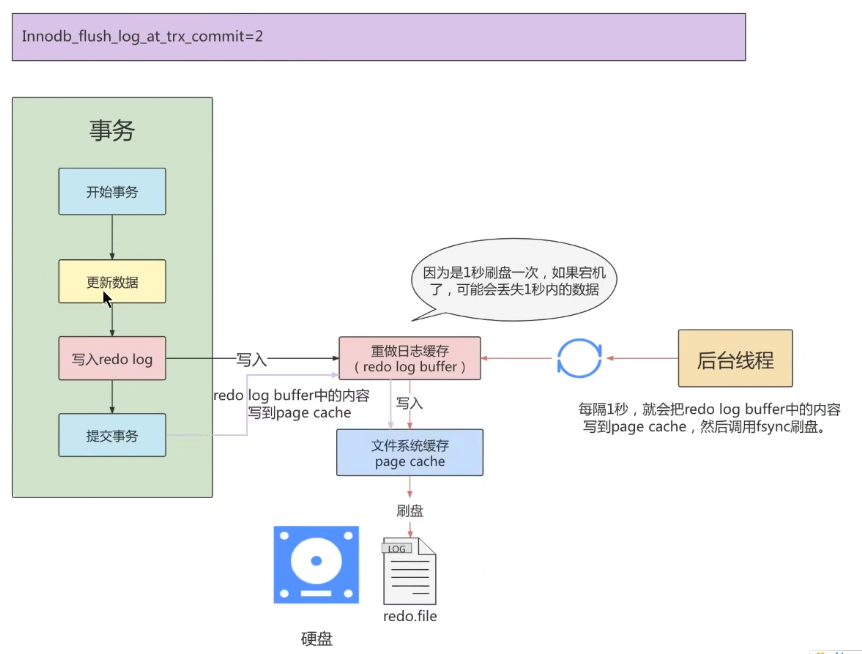 Innodb_flush_log_at_trx_commit=2
事务
开始事务
更新数据
写入redo log
提交事务
写入
redo log buffer中的内容
写到page cache
因为是1秒刷盘一次，如果宕机
了，可能会丢失1秒内的数据
重做日志缓存
（redo log buffer）
写入
文件系统缓存
page cache
刷盘
LOG
redo.file
硬盘
后台线程
每隔1秒，就会把redo log buffer中的内容
写到page cache，然后调用fsync刷盘。